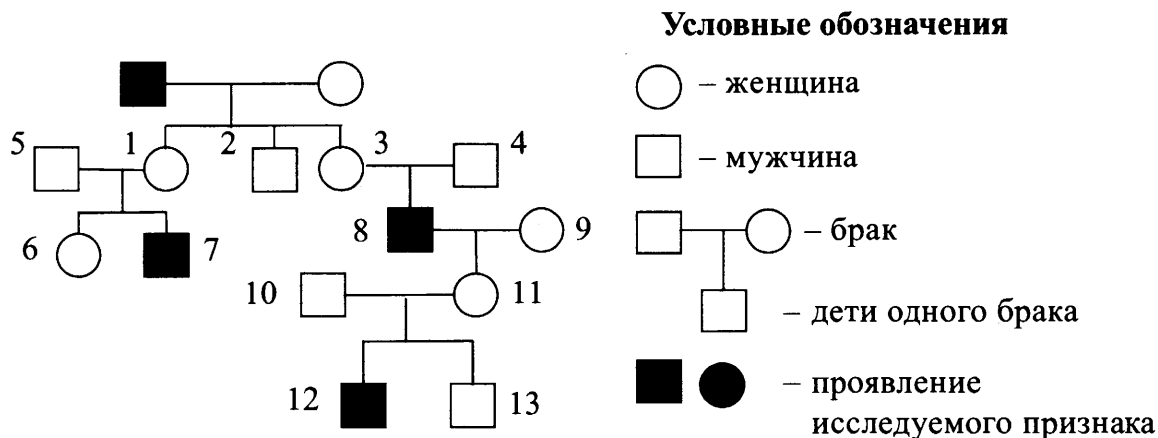 Условные обозначения
– женщина
5 1 2 3 4
– мужчина
6 7 8 9
– брак
10 11
– дети одного брака
12 13
– проявление
исследуемого признака